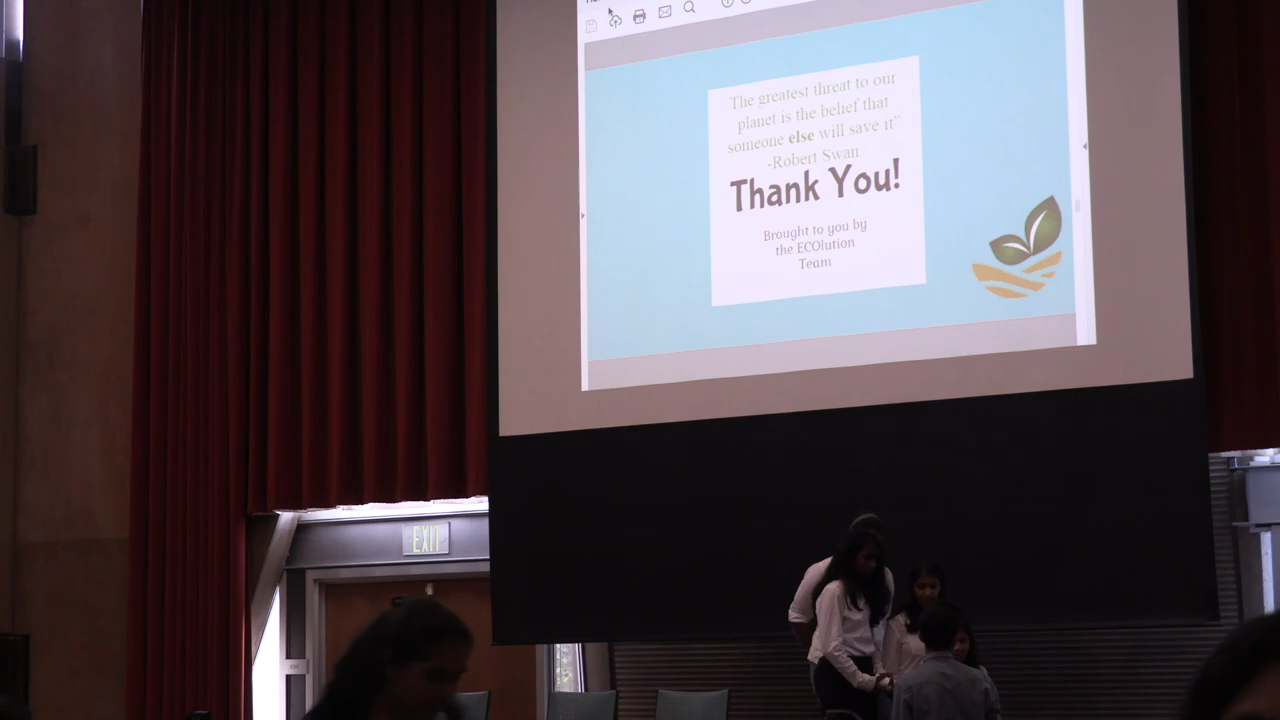 The greatest threat to our
planet is the belief that
someone else will save it”
-Robert Swan
Thank You!
Brought to you by
the ECOlution
Team
EXIT